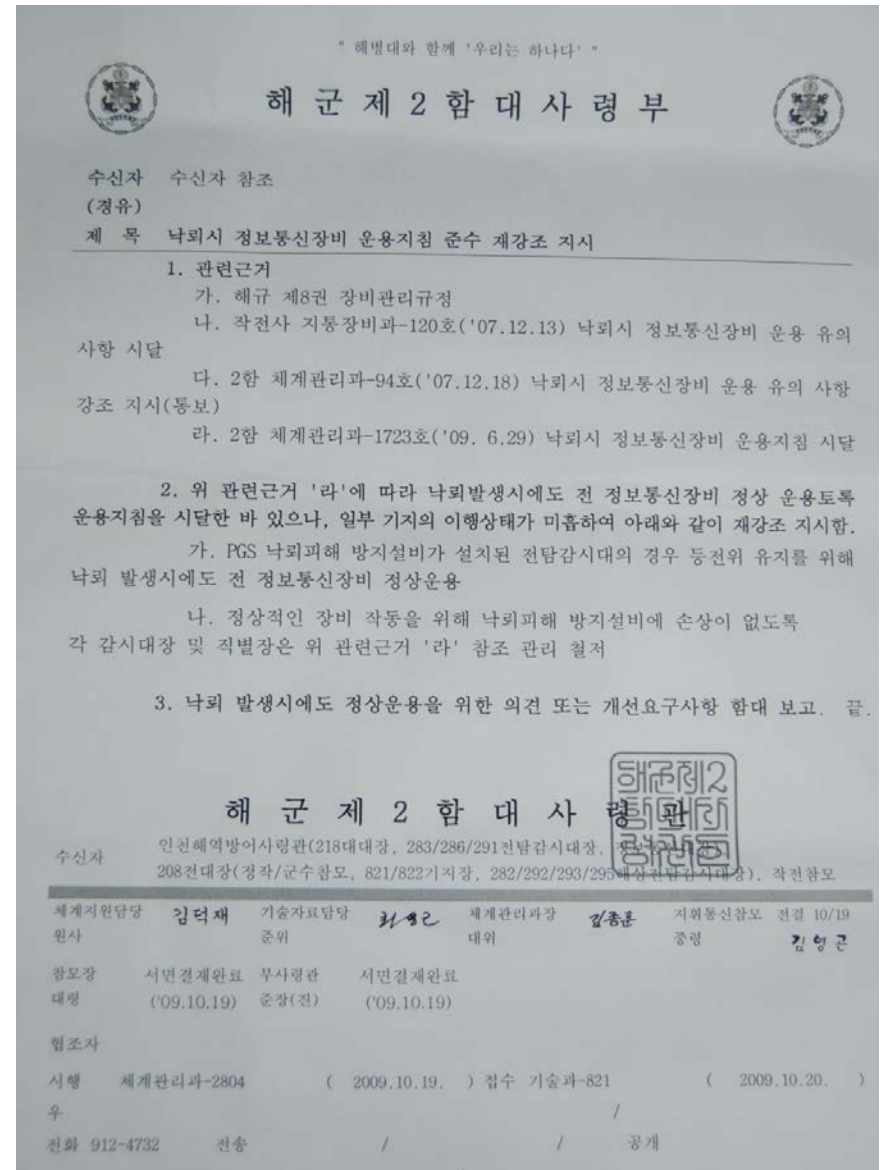 " 해병대와 함께 '우리는 하나다' "
해 군 제 2 함 대 사 령 부
수신자 수신자 참조
(경유)
제 목 낙뢰시 정보통신장비 운용지침 준수 재강조 지시
1. 관련근거
가. 해규 제8권 장비관리규정
나. 작전사 지통장비과-120호('07.12.13) 낙뢰시 정보통신장비 운용 유의
사항 시달
다. 2함 체계관리과-94호('07.12.18) 낙뢰시 정보통신장비 운용 유의 사항
강조 지시(통보)
라. 2함 체계관리과-1723호('09. 6.29) 낙뢰시 정보통신장비 운용지침 시달
2. 위 관련근거 '라'에 따라 낙뢰발생시에도 전 정보통신장비 정상 운용토록
운용지침을 시달한 바 있으나, 일부 기지의 이행상태가 미흡하여 아래와 같이 재강조 지시함.
가. PGS 낙뢰피해 방지설비가 설치된 전탐감시대의 경우 등전위 유지를 위해
낙뢰 발생시에도 전 정보통신장비 정상운용
나. 정상적인 장비 작동을 위해 낙뢰피해 방지설비에 손상이 없도록
각 감시대장 및 직별장은 위 관련근거 '라' 참조 관리 철저
3. 낙뢰 발생시에도 정상운용을 위한 의견 또는 개선요구사항 함대 보고. 끝.
해 군 제 2 함 대 사 령 관
해군제2
수신자 인천해역방어사령관(218대대장, 283/286/291전탐감시대장,
208전대장(정작/군수참모, 821/822기지장, 282/292/293/295해상전탐감시대장), 작전참모
체계지원담당 김덕재 기술자료담당 체계관리과장 김종훈 지휘통신참모 전결 10/19
원사 준위 대위 중령 김영곤
참모장 서면결재완료 부사령관 서면결재완료
대령 ('09.10.19) 준장(진) ('09.10.19)
협조자
시행 체계관리과-2804 ( 2009.10.19. ) 접수 기술과-821 ( 2009.10.20. )
우 /
전화 912-4732 전송 / / 공개